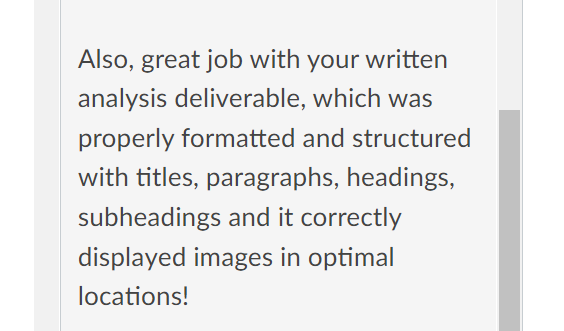 Also, great job with your written
analysis deliverable, which was
properly formatted and structured
with titles, paragraphs, headings,
subheadings and it correctly
displayed images in optimal
locations!